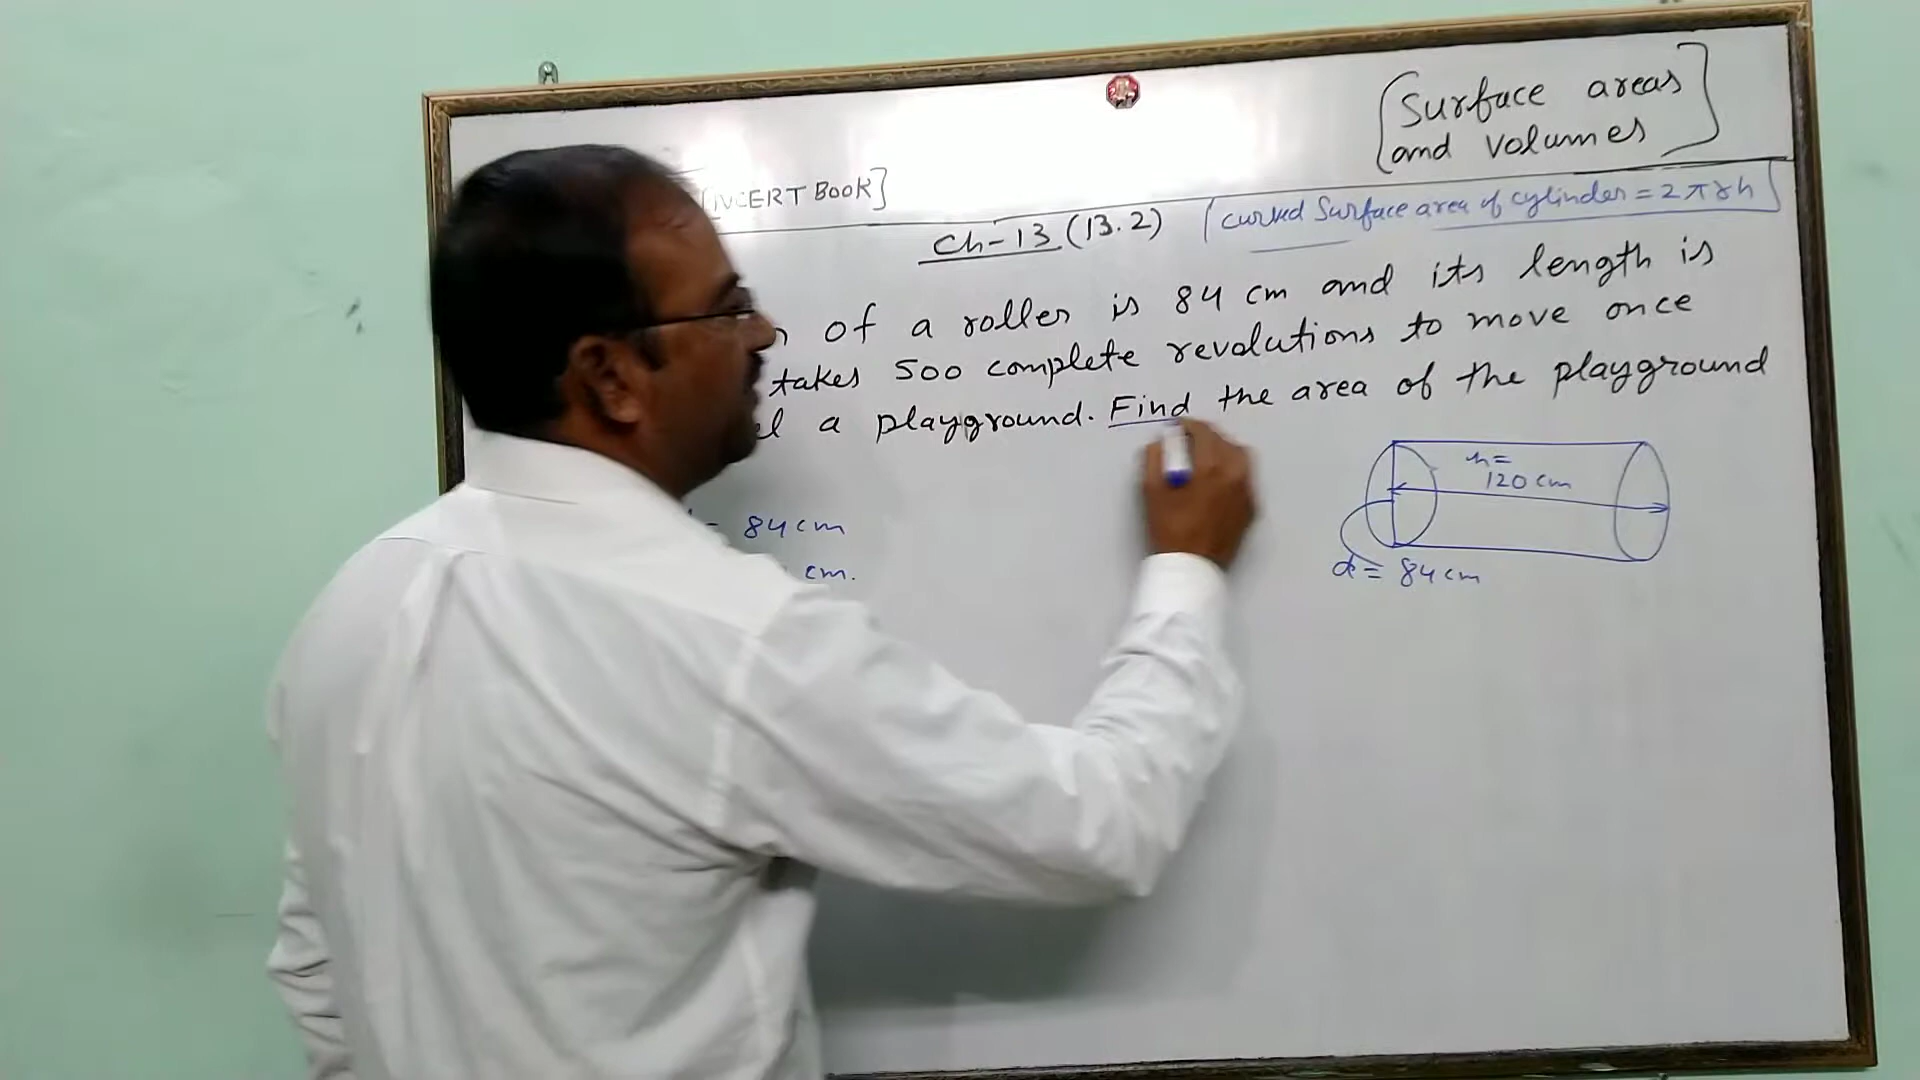 [Surface areas
and volumes]
[NCERT BOOK]
Ch-13 (13.2)
[curved Surface area of cylinder = 2πrh]
of a roller is 84 cm and its length is
takes 500 complete revolutions to move once
a playground. Find the area of the playground
h=
120 cm
84 cm
d = 84 cm
cm.